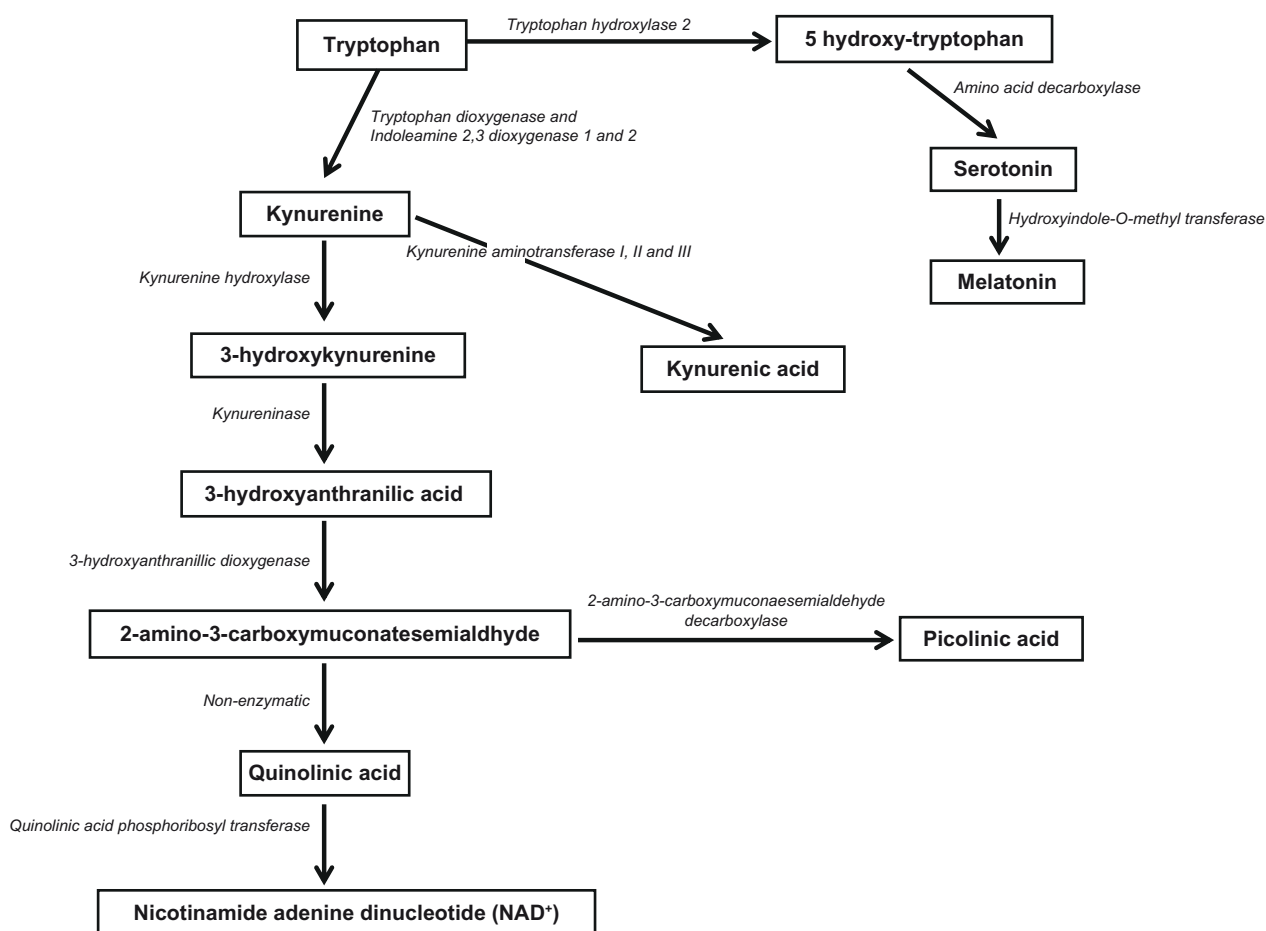 Tryptophan
Tryptophan hydroxylase 2
5 hydroxy-tryptophan
Amino acid decarboxylase
Tryptophan dioxygenase and
Indoleamine 2,3 dioxygenase 1 and 2
Serotonin
Kynurenine
Hydroxyindole-O-methyl transferase
Kynurenine aminotransferase I, II and III
Kynurenine hydroxylase
Melatonin
3-hydroxykynurenine
Kynurenic acid
Kynureninase
3-hydroxyanthranilic acid
3-hydroxyanthranillic dioxygenase
2-amino-3-carboxymuconaesemialdehyde
decarboxylase
2-amino-3-carboxymuconatesemialdhyde
Picolinic acid
Non-enzymatic
Quinolinic acid
Quinolinic acid phosphoribosyl transferase
Nicotinamide adenine dinucleotide (NAD⁺)